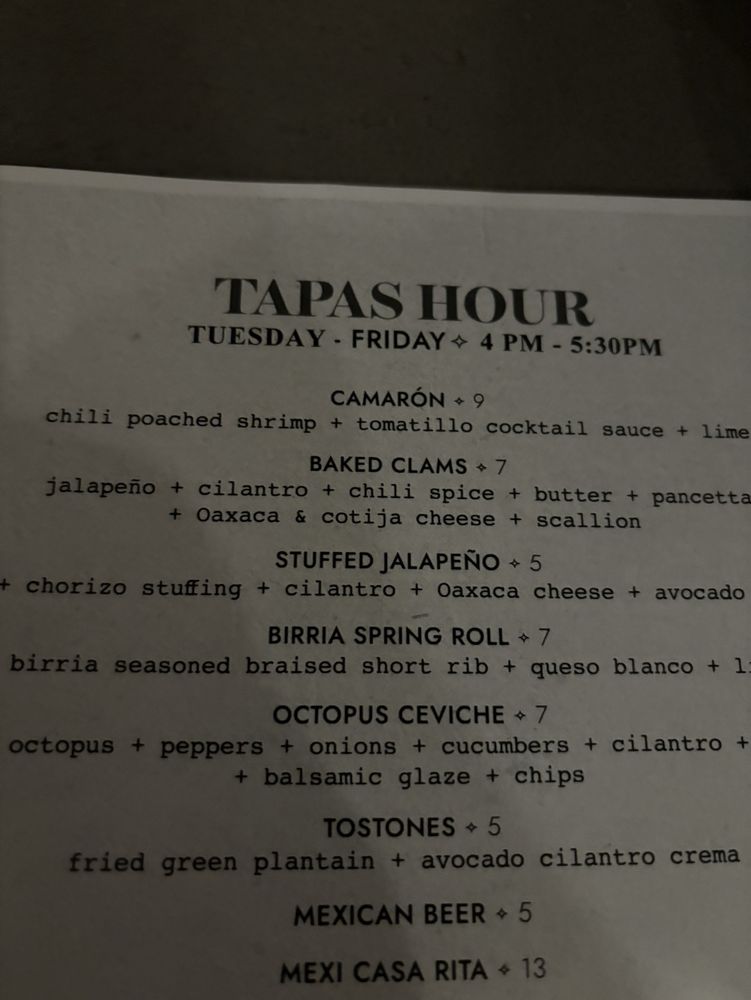 TAPAS HOUR
TUESDAY - FRIDAY ✧ 4 PM - 5:30PM
CAMARÓN ✧ 9
chili poached shrimp + tomatillo cocktail sauce + lime
BAKED CLAMS ✧ 7
jalapeño + cilantro + chili spice + butter + pancetta
+ Oaxaca & cotija cheese + scallion
STUFFED JALAPEÑO ✧ 5
+ chorizo stuffing + cilantro + Oaxaca cheese + avocado
BIRRIA SPRING ROLL ✧ 7
birria seasoned braised short rib + queso blanco +
OCTOPUS CEVICHE ✧ 7
octopus + peppers + onions + cucumbers + cilantro +
+ balsamic glaze + chips
TOSTONES ✧ 5
fried green plantain + avocado cilantro crema
MEXICAN BEER ✧ 5
MEXI CASA RITA ✧ 13